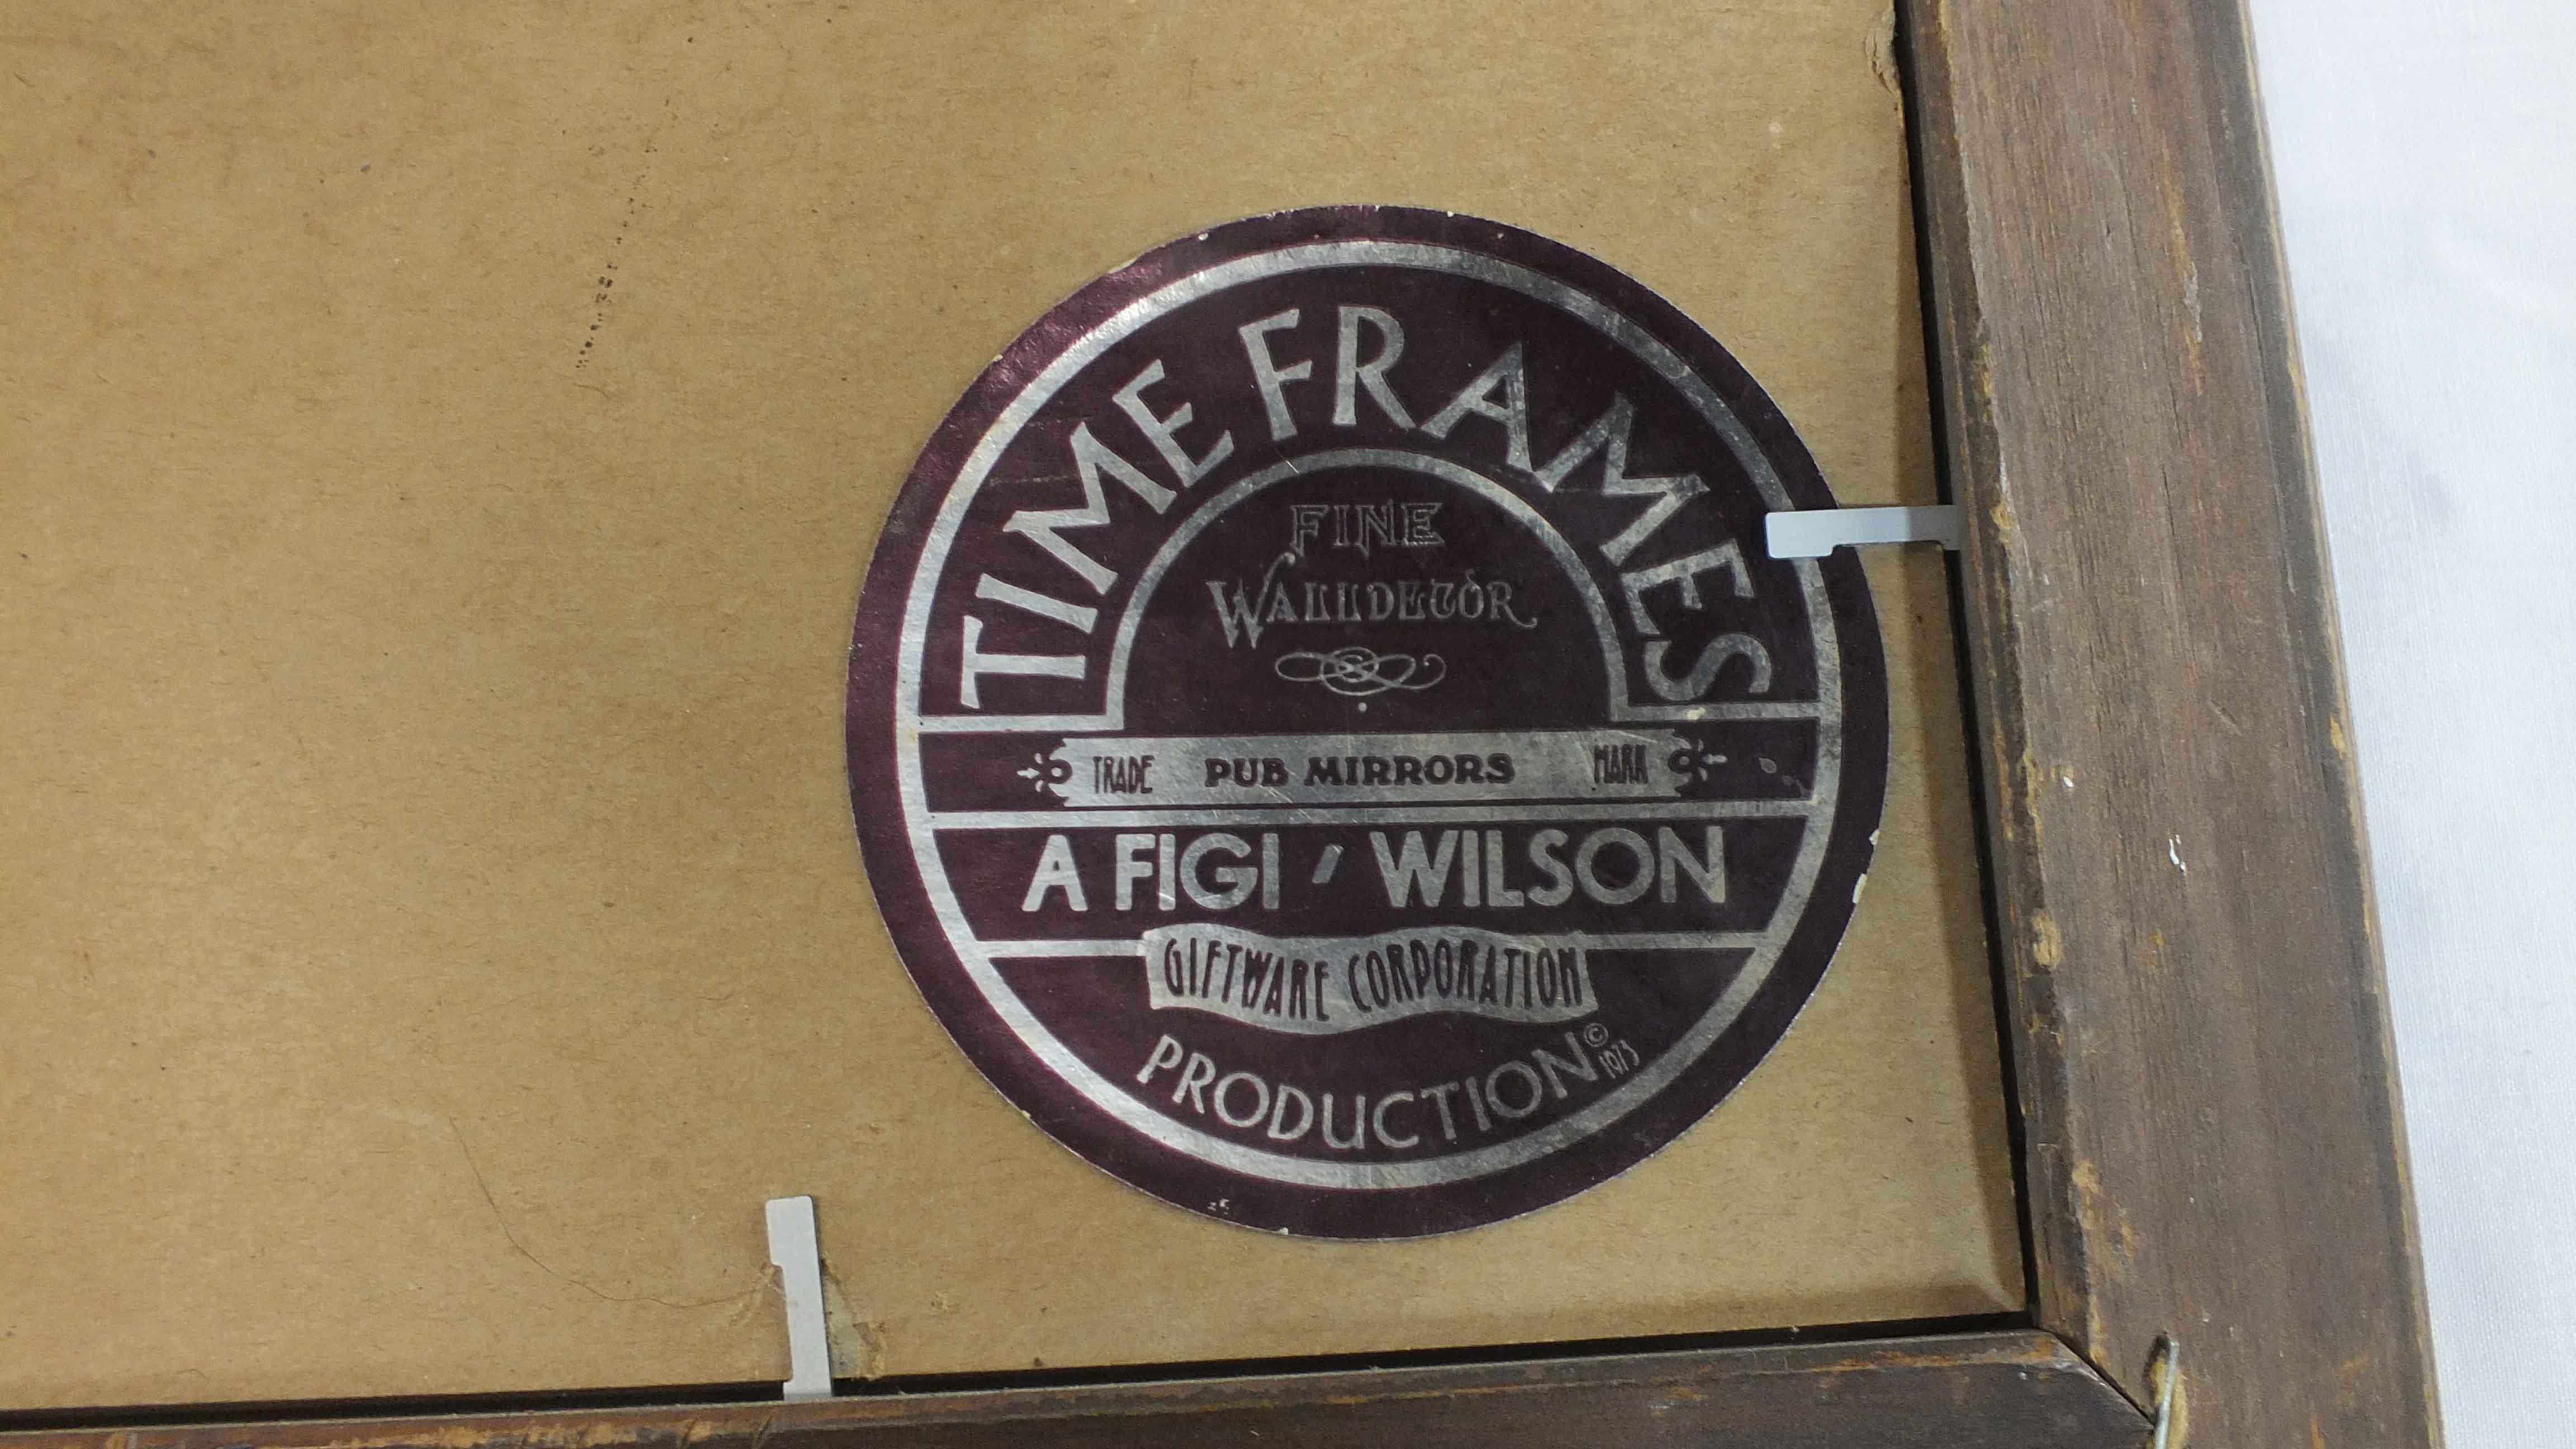 TIME FRAMES
FINE
WALLDECOR
TRADE PUB MIRRORS MARK
A FIGI / WILSON
GIFTWARE CORPORATION
PRODUCTION © 1973